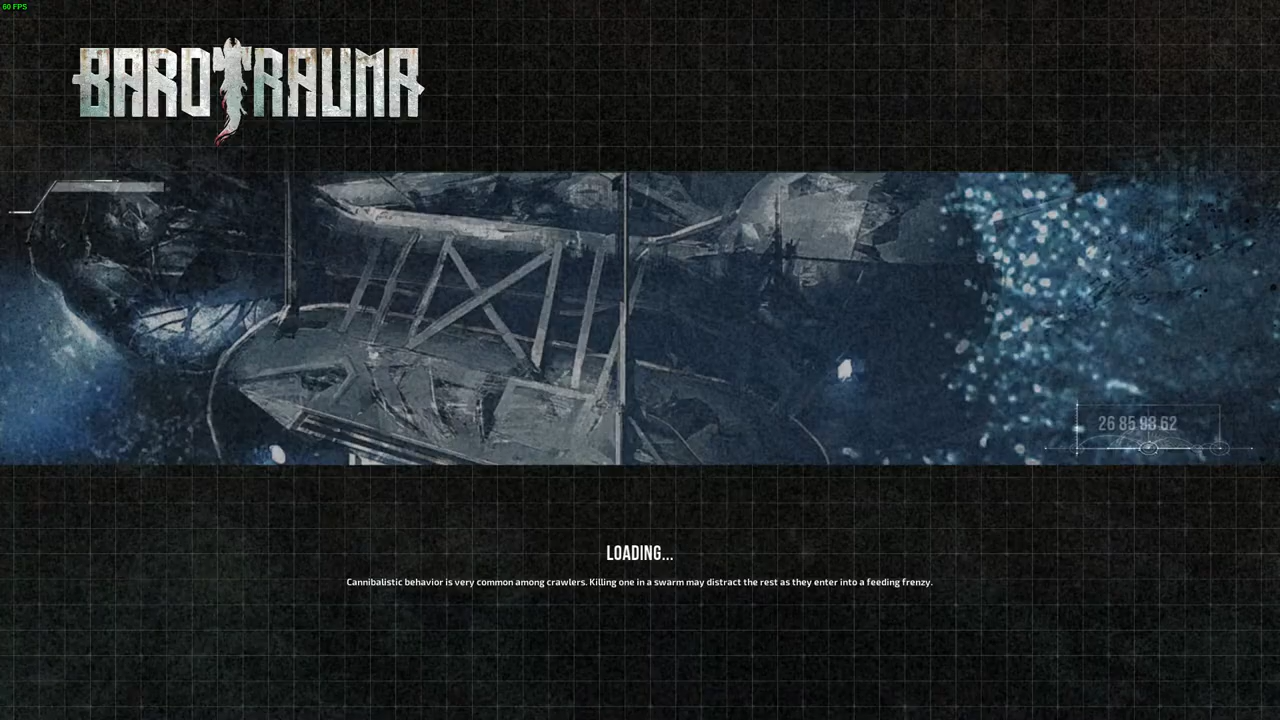 60 FPS
BAROTRAUMA
26 85 93 62
LOADING...
Cannibalistic behavior is very common among crawlers. Killing one in a swarm may distract the rest as they enter into a feeding frenzy.